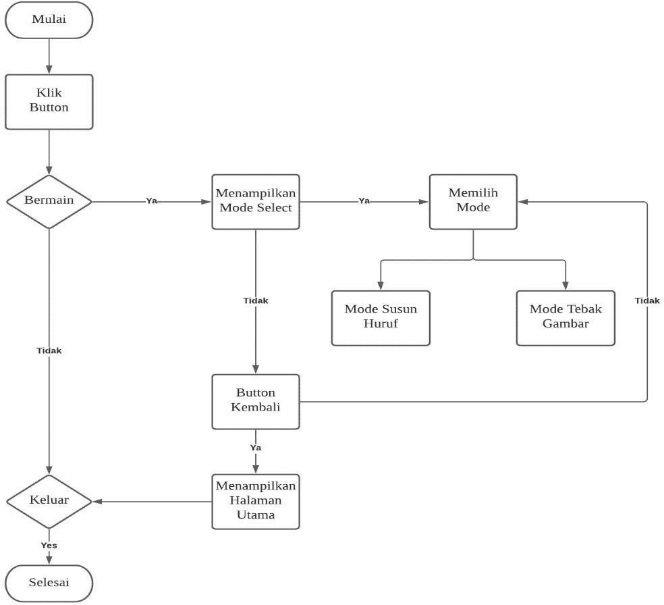 Mulai
Klik
Button
Bermain
Ya
Menampilkan
Mode Select
Ya
Memilih
Mode
Tidak
Tidak
Mode Susun
Huruf
Mode Tebak
Gambar
Tidak
Button
Kembali
Ya
Menampilkan
Halaman
Utama
Keluar
Yes
Selesai